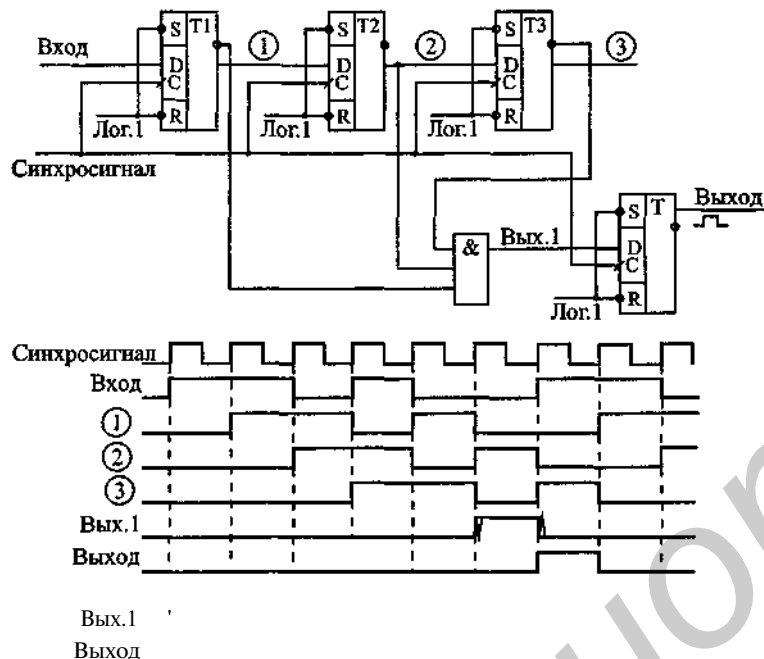 S T1
S T2
S T3
Вход
D
C
R
①
D
C
R
②
D
C
R
③
Лог.1
Лог.1
Лог.1
Синхросигнал
&
Вых.1
S T
D
C
R
Выход
Лог.1
Синхросигнал
Вход
①
②
③
Вых.1
Выход
Вых.1 '
Выход